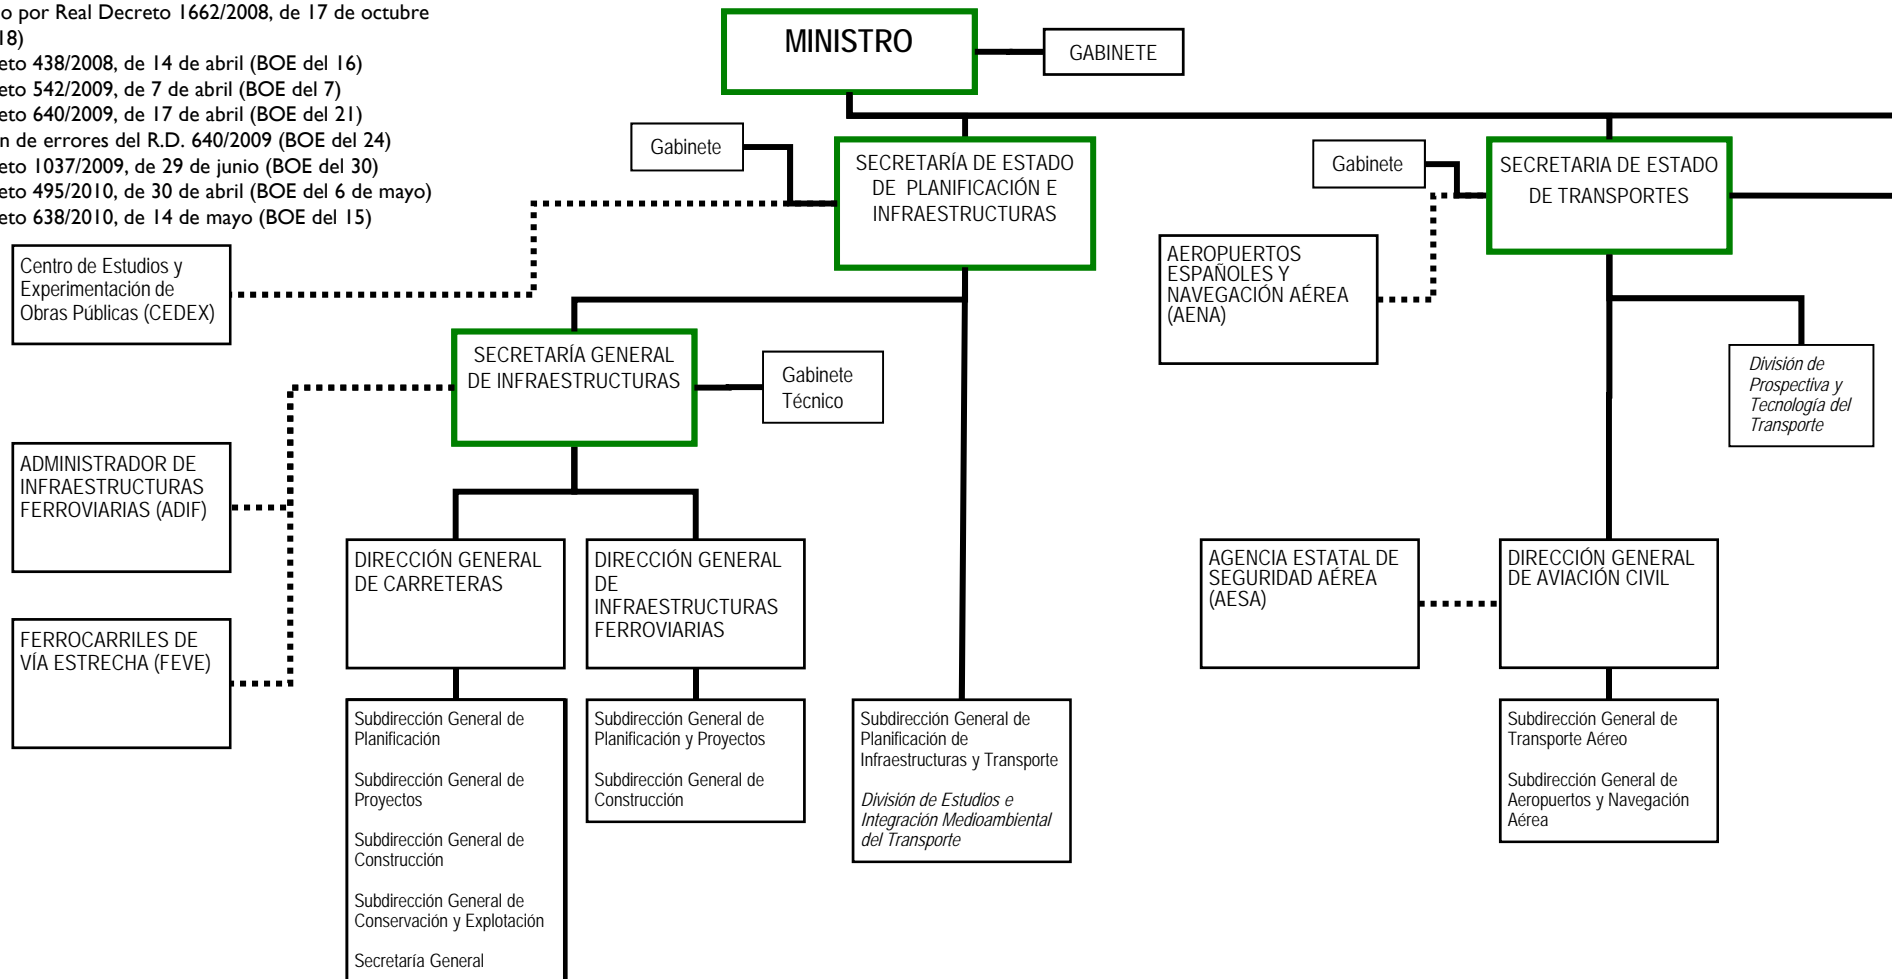 o por Real Decreto 1662/2008, de 17 de octubre
18)
eto 438/2008, de 14 de abril (BOE del 16)
eto 542/2009, de 7 de abril (BOE del 7)
eto 640/2009, de 17 de abril (BOE del 21)
n de errores del R.D. 640/2009 (BOE del 24)
eto 1037/2009, de 29 de junio (BOE del 30)
eto 495/2010, de 30 de abril (BOE del 6 de mayo)
eto 638/2010, de 14 de mayo (BOE del 15)
MINISTRO
GABINETE
Gabinete
SECRETARÍA DE ESTADO
DE PLANIFICACIÓN E
INFRAESTRUCTURAS
Gabinete
SECRETARIA DE ESTADO
DE TRANSPORTES
Centro de Estudios y
Experimentación de
Obras Públicas (CEDEX)
AEROPUERTOS
ESPAÑOLES Y
NAVEGACIÓN AÉREA
(AENA)
SECRETARÍA GENERAL
DE INFRAESTRUCTURAS
Gabinete
Técnico
División de
Prospectiva y
Tecnología del
Transporte
ADMINISTRADOR DE
INFRAESTRUCTURAS
FERROVIARIAS (ADIF)
FERROCARRILES DE
VÍA ESTRECHA (FEVE)
DIRECCIÓN GENERAL
DE CARRETERAS
DIRECCIÓN GENERAL
DE
INFRAESTRUCTURAS
FERROVIARIAS
AGENCIA ESTATAL DE
SEGURIDAD AÉREA
(AESA)
DIRECCIÓN GENERAL
DE AVIACIÓN CIVIL
Subdirección General de
Planificación
Subdirección General de
Proyectos
Subdirección General de
Construcción
Subdirección General de
Conservación y Explotación
Secretaría General
Subdirección General de
Planificación y Proyectos
Subdirección General de
Construcción
Subdirección General de
Planificación de
Infraestructuras y Transporte
División de Estudios e
Integración Medioambiental
del Transporte
Subdirección General de
Transporte Aéreo
Subdirección General de
Aeropuertos y Navegación
Aérea